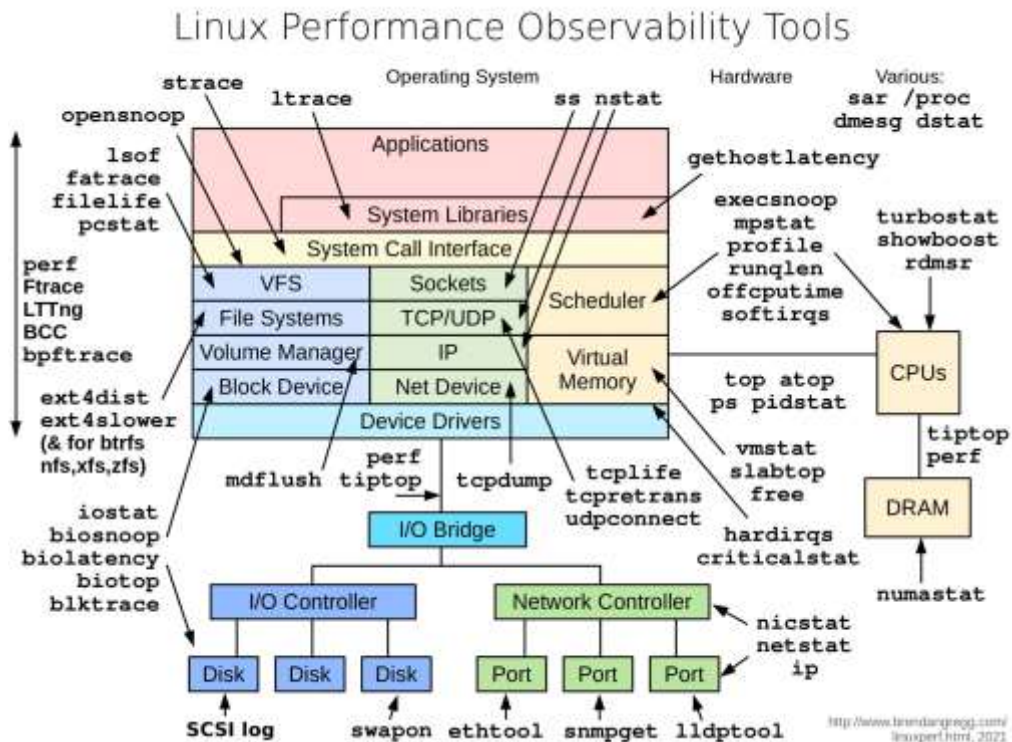 Linux Performance Observability Tools
Operating System
Hardware
Various:
sar /proc
dmesg dstat
strace
ltrace
ss nstat
opensnoop
gethostlatency
lsof
fatrace
filelife
pcstat
perf
Ftrace
LTTng
BCC
bpftrace
ext4dist
ext4slower
(& for btrfs
nfs,xfs,zfs)
iostat
biosnoop
biolatency
biotop
blktrace
Applications
System Libraries
System Call Interface
VFS
Sockets
Scheduler
File Systems
TCP/UDP
Volume Manager
IP
Virtual
Memory
Block Device
Net Device
Device Drivers
execsnoop
mpstat
profile
runqlen
offcputime
softirqs
turbostat
showboost
rdmsr
CPUs
top atop
ps pidstat
tiptop
perf
DRAM
numastat
vmstat
slabtop
free
hardirqs
criticalstat
mdflush
perf
tiptop
tcpdump
tcplife
tcpretrans
udpconnect
I/O Bridge
I/O Controller
Network Controller
nicstat
netstat
ip
Disk
Disk
Disk
Port
Port
Port
SCSI log
swapon
ethtool
snmpget
lldptool
http://www.brendangregg.com/
linuxperf.html, 2021